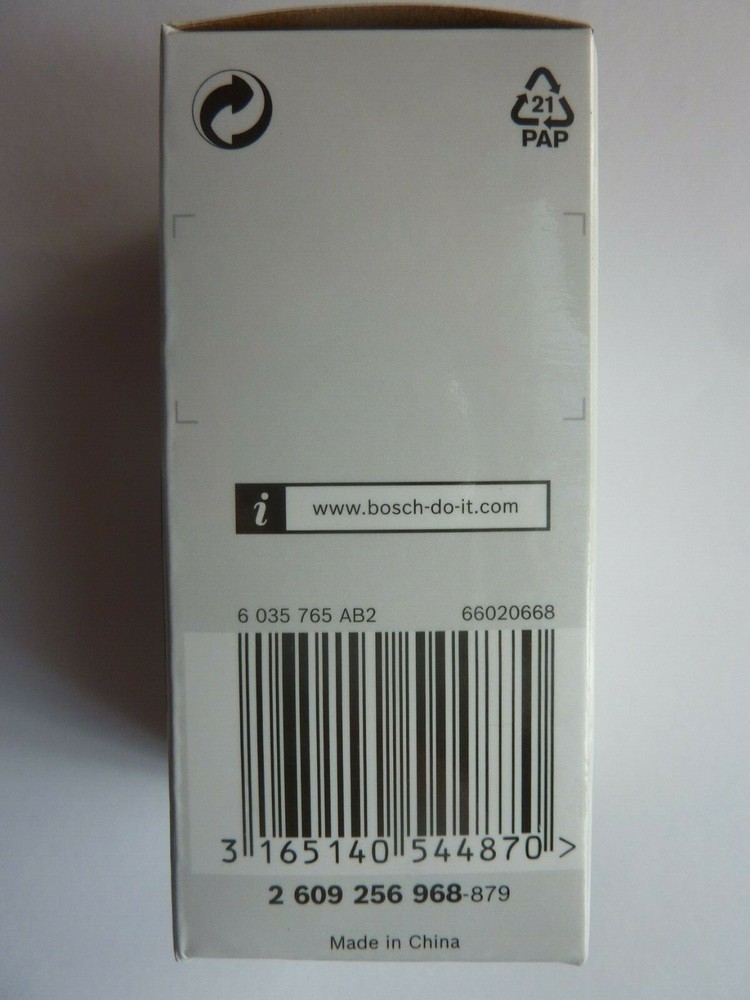 21
PAP
i www.bosch-do-it.com
6 035 765 AB2 66020668
3 165140 544870 >
2 609 256 968-879
Made in China